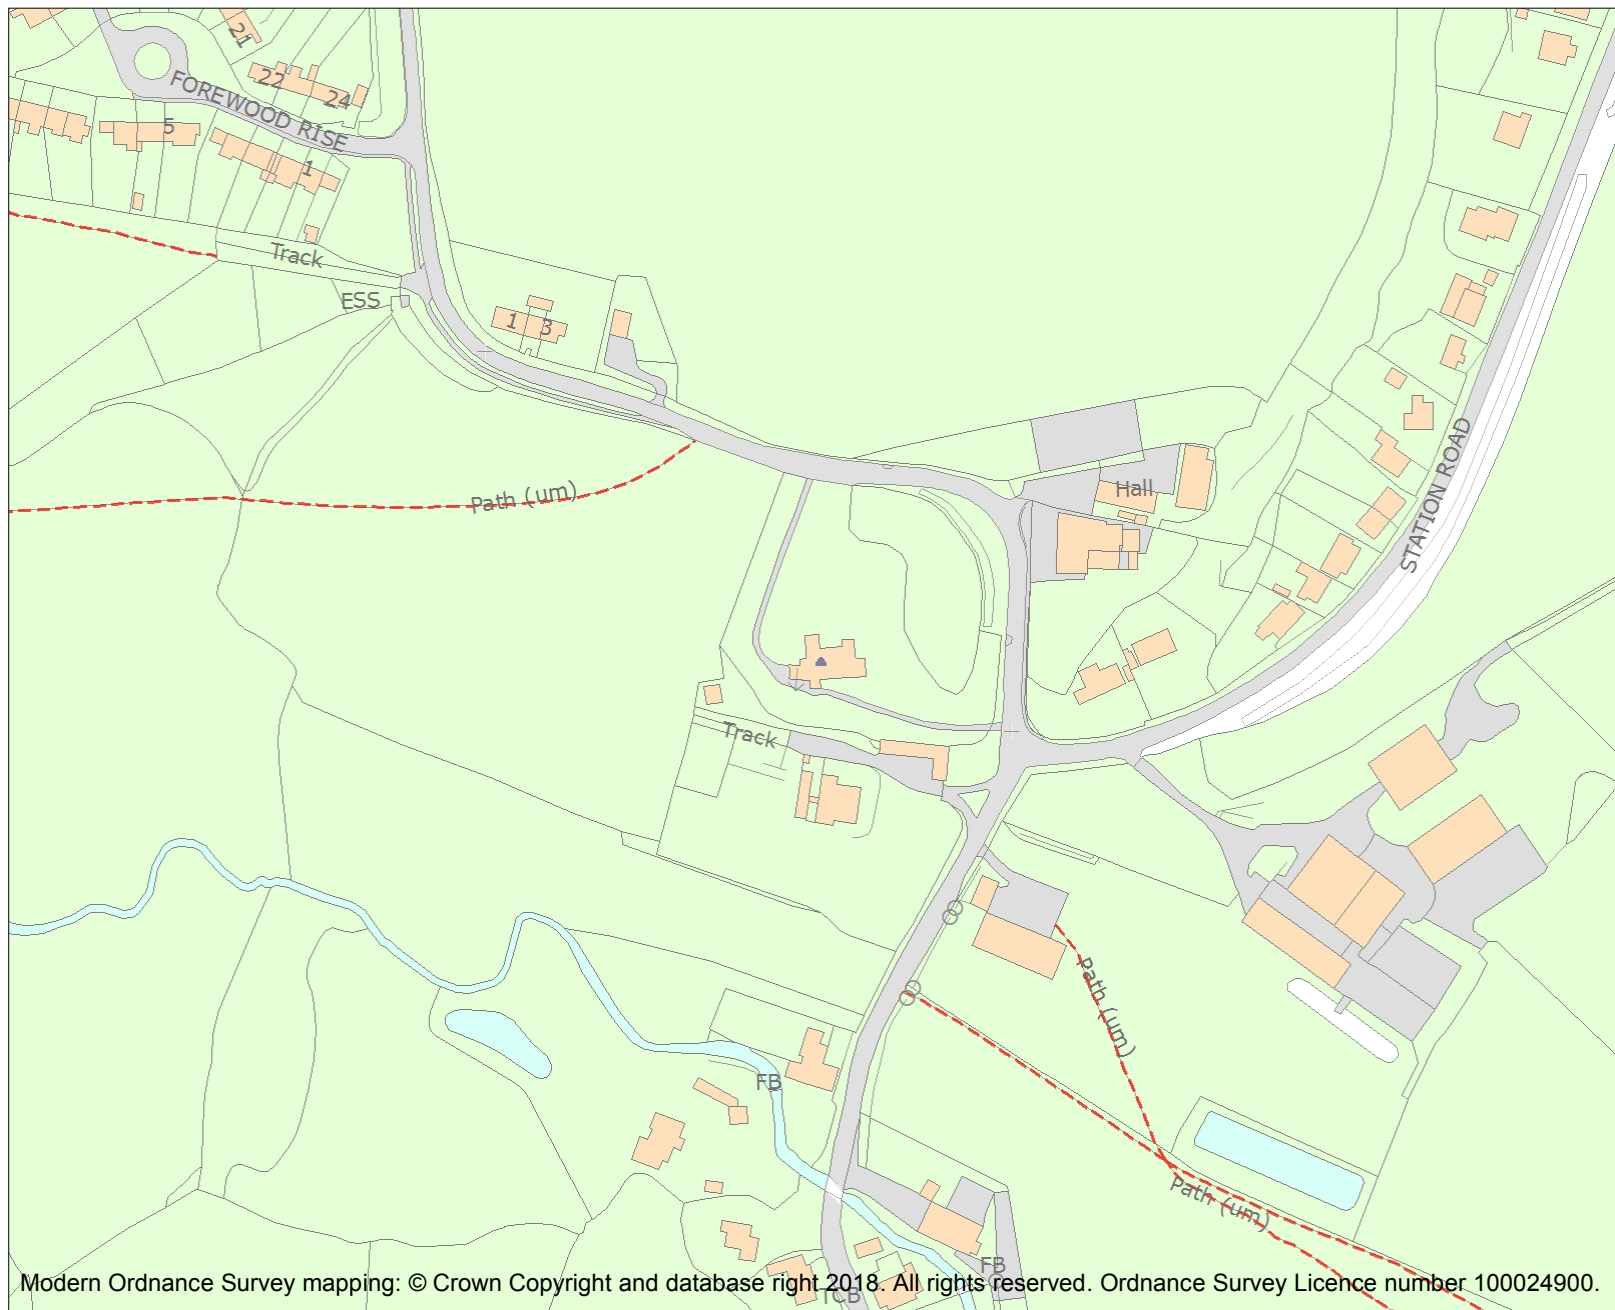 21
22
24
FOREWOOD RISE
5
1
Track
ESS
1
3
Path (um)
Hall
STATION ROAD
Track
Path (um)
FB
Path (um)
FB
TCB
Modern Ordnance Survey mapping: © Crown Copyright and database right 2018. All rights reserved. Ordnance Survey Licence number 100024900.